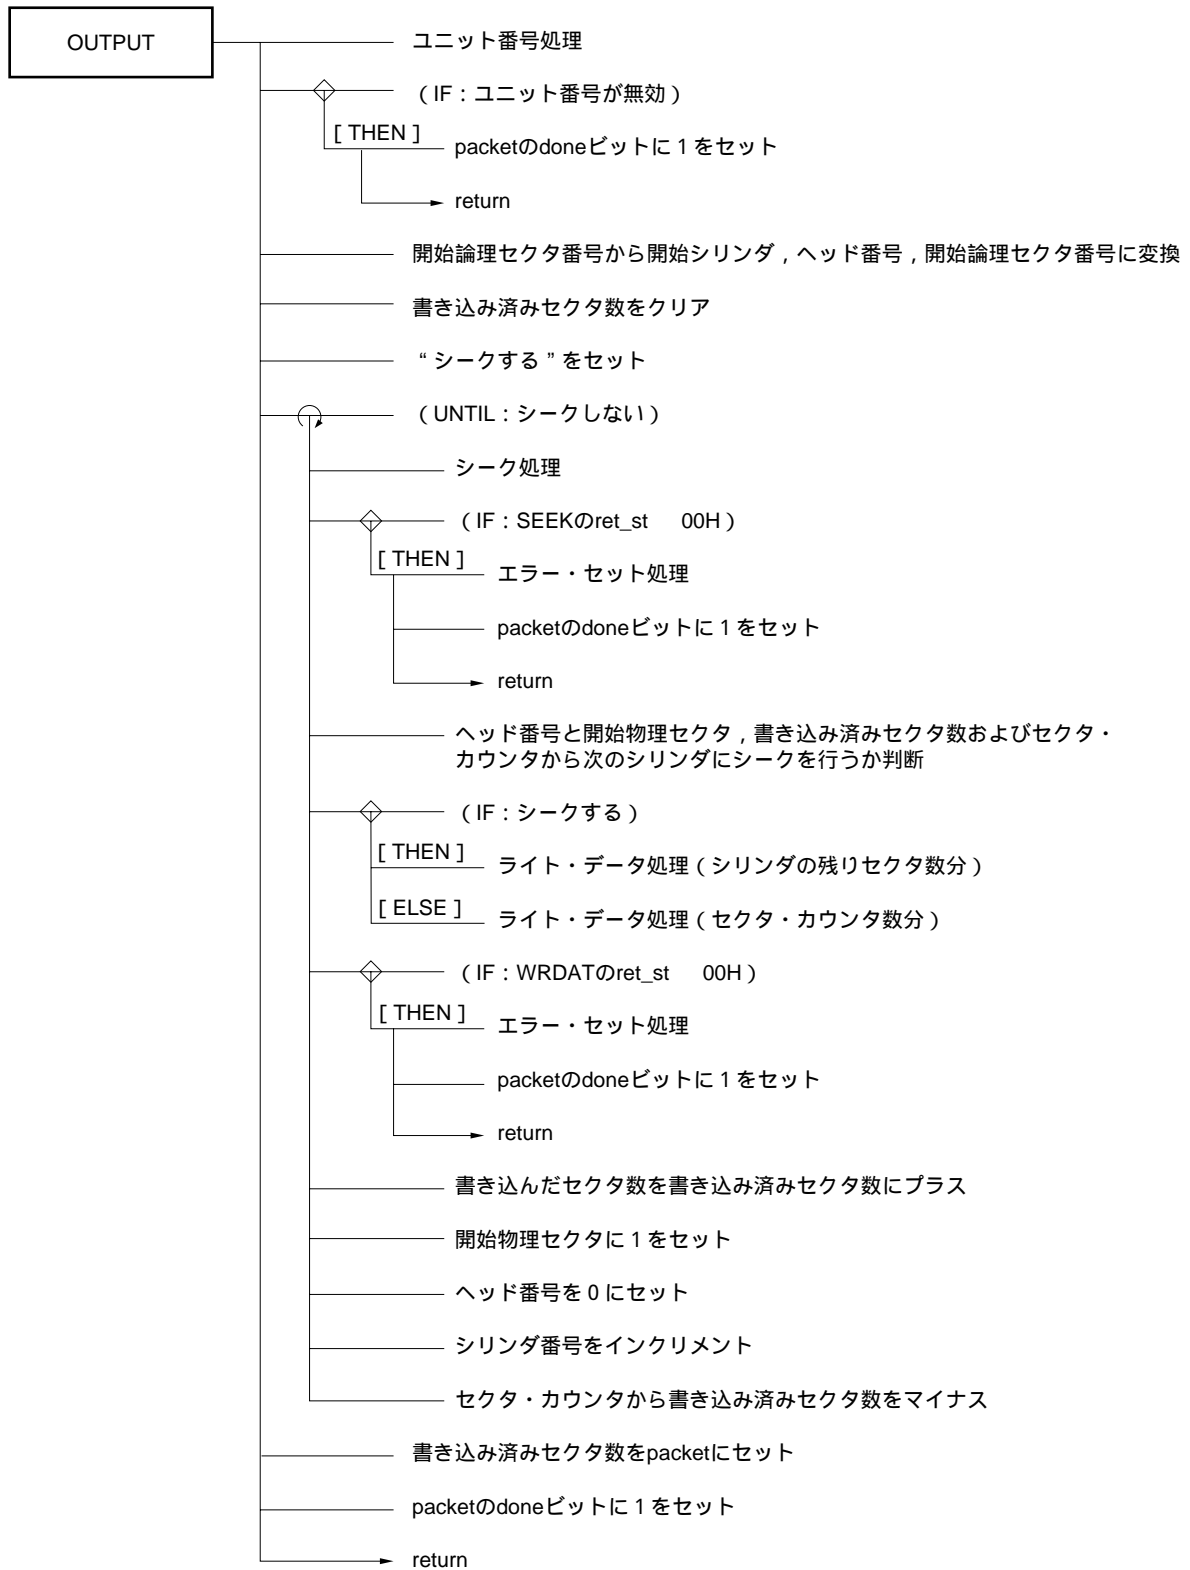 OUTPUT
ユニット番号処理
（IF：ユニット番号が無効）
[ THEN ]
packetのdoneビットに1をセット
return
開始論理セクタ番号から開始シリンダ，ヘッド番号，開始論理セクタ番号に変換
書き込み済みセクタ数をクリア
“シークする”をセット
（UNTIL：シークしない）
シーク処理
（IF：SEEKのret_st　00H）
[ THEN ]
エラー・セット処理
packetのdoneビットに1をセット
return
ヘッド番号と開始物理セクタ，書き込み済みセクタ数およびセクタ・
カウンタから次のシリンダにシークを行うか判断
（IF：シークする）
[ THEN ]
ライト・データ処理（シリンダの残りセクタ数分）
[ ELSE ]
ライト・データ処理（セクタ・カウンタ数分）
（IF：WRDATのret_st　00H）
[ THEN ]
エラー・セット処理
packetのdoneビットに1をセット
return
書き込んだセクタ数を書き込み済みセクタ数にプラス
開始物理セクタに1をセット
ヘッド番号を0にセット
シリンダ番号をインクリメント
セクタ・カウンタから書き込み済みセクタ数をマイナス
書き込み済みセクタ数をpacketにセット
packetのdoneビットに1をセット
return